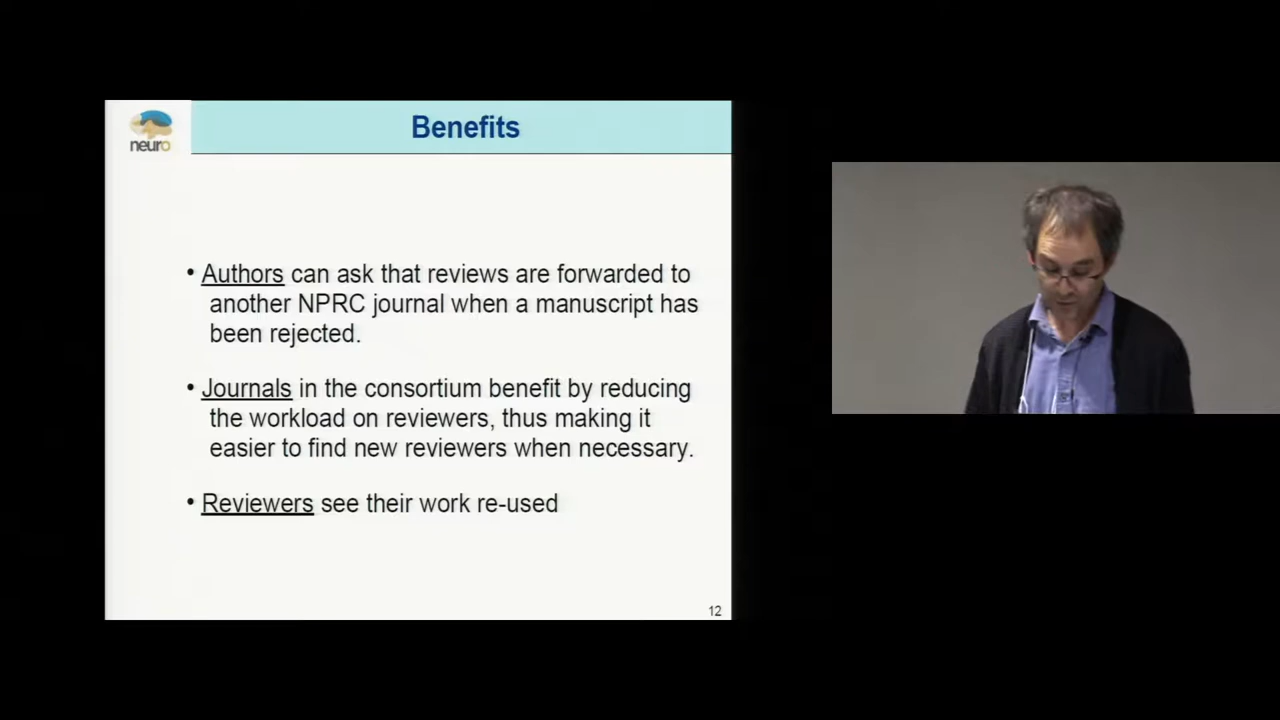 neuro
Benefits
• Authors can ask that reviews are forwarded to
another NPRC journal when a manuscript has
been rejected.
• Journals in the consortium benefit by reducing
the workload on reviewers, thus making it
easier to find new reviewers when necessary.
• Reviewers see their work re-used
12